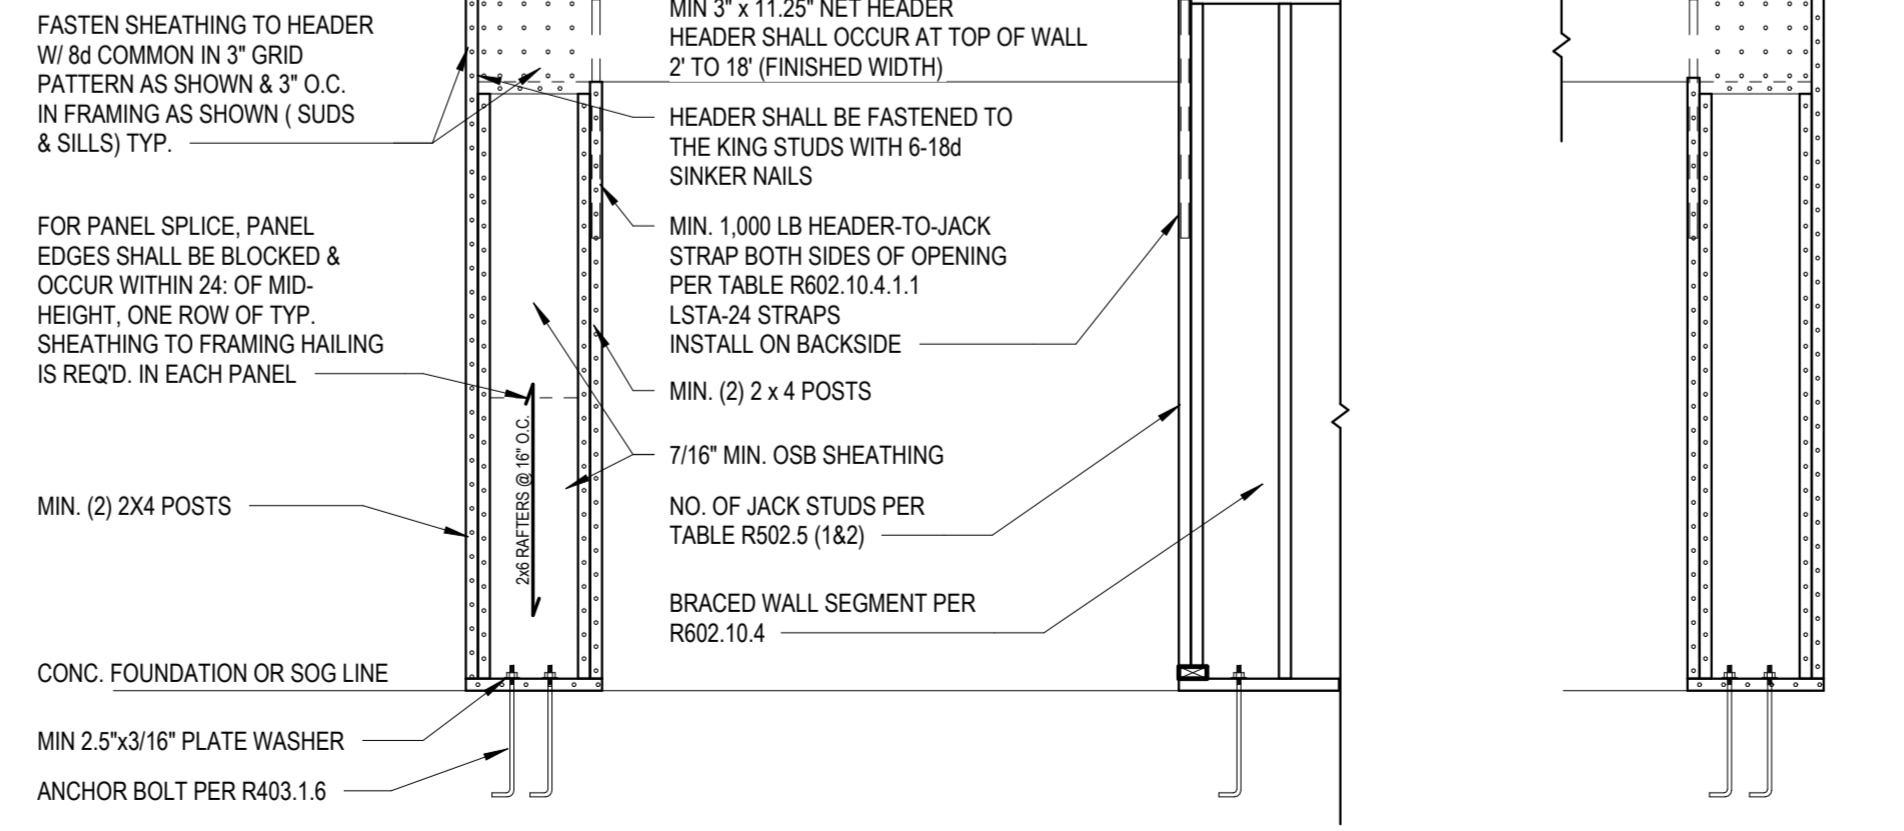 FASTEN SHEATHING TO HEADER
W/ 8d COMMON IN 3" GRID
PATTERN AS SHOWN & 3" O.C.
IN FRAMING AS SHOWN ( SUDS
& SILLS) TYP.
FOR PANEL SPLICE, PANEL
EDGES SHALL BE BLOCKED &
OCCUR WITHIN 24: OF MID-
HEIGHT, ONE ROW OF TYP.
SHEATHING TO FRAMING HAILING
IS REQ'D. IN EACH PANEL
MIN. (2) 2X4 POSTS
CONC. FOUNDATION OR SOG LINE
MIN 2.5"x3/16" PLATE WASHER
ANCHOR BOLT PER R403.1.6
2x6 RAFTERS @ 16" O.C.
MIN 3" x 11.25" NET HEADER
HEADER SHALL OCCUR AT TOP OF WALL
2' TO 18' (FINISHED WIDTH)
HEADER SHALL BE FASTENED TO
THE KING STUDS WITH 6-18d
SINKER NAILS
MIN. 1,000 LB HEADER-TO-JACK
STRAP BOTH SIDES OF OPENING
PER TABLE R602.10.4.1.1
LSTA-24 STRAPS
INSTALL ON BACKSIDE
MIN. (2) 2 x 4 POSTS
7/16" MIN. OSB SHEATHING
NO. OF JACK STUDS PER
TABLE R502.5 (1&2)
BRACED WALL SEGMENT PER
R602.10.4